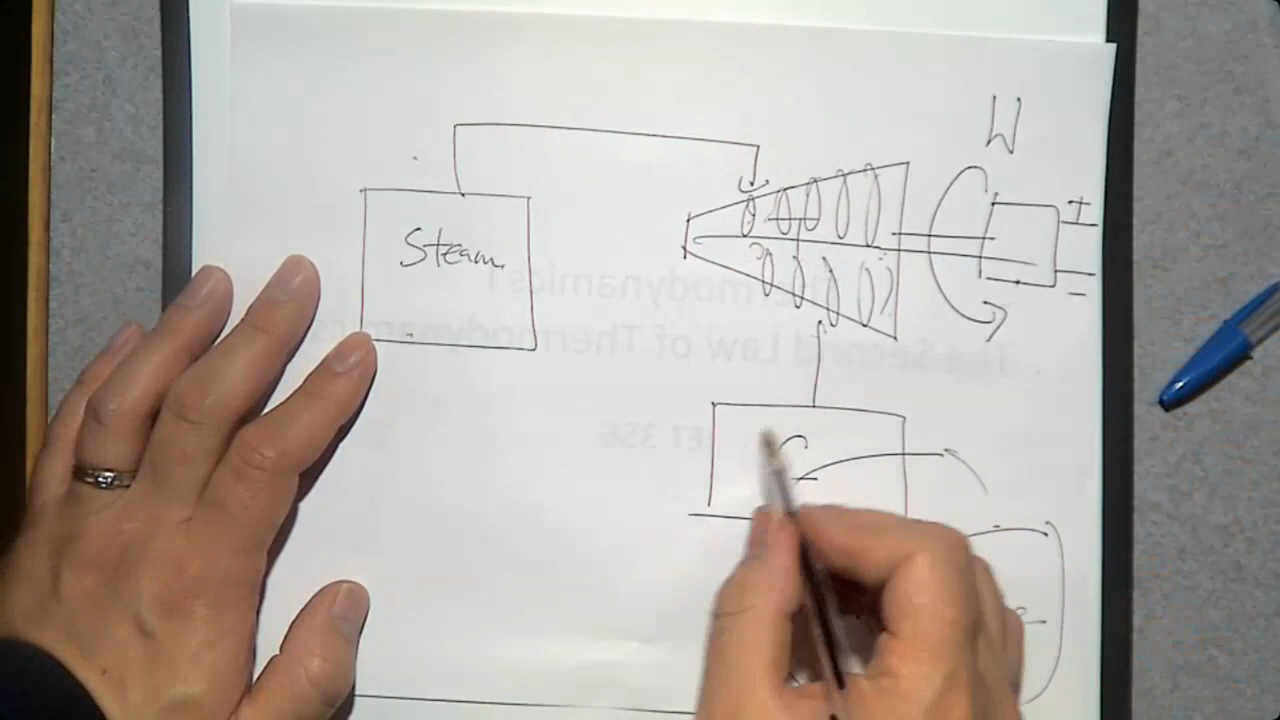 W
Steam
+
-
Thermodynamics I
The Second Law of Thermodynamics
ET 356
C